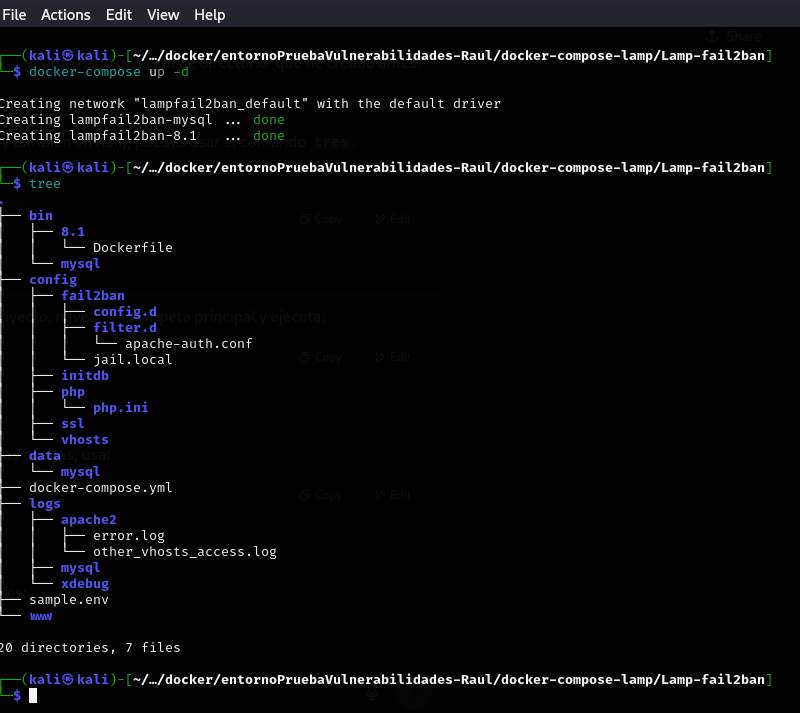 File Actions Edit View Help
Share
┌──(kali㉿kali)-[~/…/docker/entornoPruebaVulnerabilidades-Raul/docker-compose-lamp/Lamp-fail2ban]
└─$ docker-compose up -d
Creating network "lampfail2ban_default" with the default driver
Creating lampfail2ban-mysql ... done
Creating lampfail2ban-8.1   ... done
┌──(kali㉿kali)-[~/…/docker/entornoPruebaVulnerabilidades-Raul/docker-compose-lamp/Lamp-fail2ban]
└─$ tree
.
├── bin
│   ├── 8.1
│   │   └── Dockerfile
│   └── mysql
├── config
│   ├── fail2ban
│   │   ├── config.d
│   │   ├── filter.d
│   │   │   └── apache-auth.conf
│   │   └── jail.local
│   ├── initdb
│   ├── php
│   │   └── php.ini
│   ├── ssl
│   └── vhosts
├── data
│   └── mysql
├── docker-compose.yml
├── logs
│   ├── apache2
│   │   ├── error.log
│   │   └── other_vhosts_access.log
│   ├── mysql
│   └── xdebug
├── sample.env
└── www
20 directories, 7 files
┌──(kali㉿kali)-[~/…/docker/entornoPruebaVulnerabilidades-Raul/docker-compose-lamp/Lamp-fail2ban]
└─$